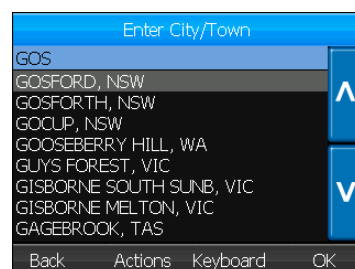 Enter City/Town
GOS
GOSFORD, NSW
GOSFORTH, NSW
GOCUP, NSW
GOOSEBERRY HILL, WA
GUYS FOREST, VIC
GISBORNE SOUTH SUNB, VIC
GISBORNE MELTON, VIC
GAGEBROOK, TAS
Back Actions Keyboard OK